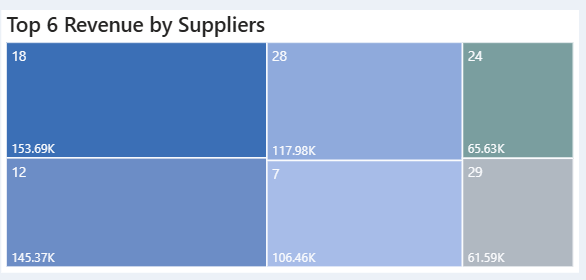 Top 6 Revenue by Suppliers
18
153.69K
12
145.37K
28
117.98K
7
106.46K
24
65.63K
29
61.59K